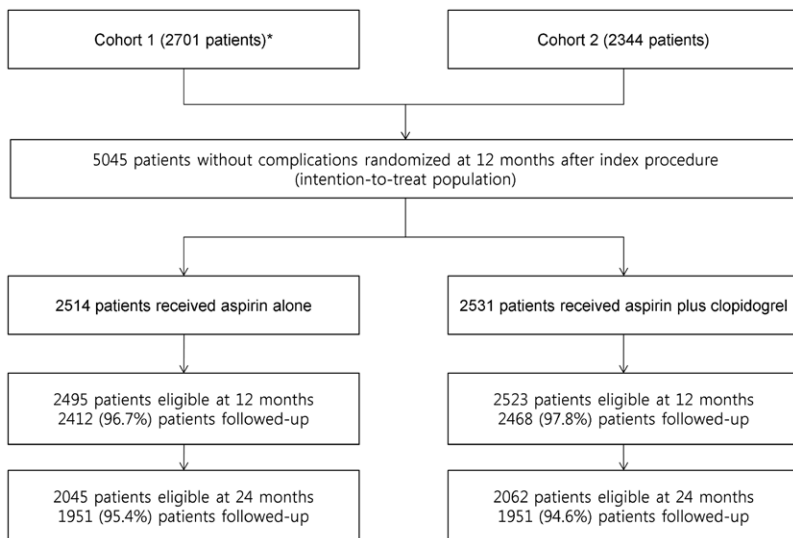 Cohort 1 (2701 patients)*
Cohort 2 (2344 patients)
5045 patients without complications randomized at 12 months after index procedure
(intention-to-treat population)
2514 patients received aspirin alone
2531 patients received aspirin plus clopidogrel
2495 patients eligible at 12 months
2412 (96.7%) patients followed-up
2523 patients eligible at 12 months
2468 (97.8%) patients followed-up
2045 patients eligible at 24 months
1951 (95.4%) patients followed-up
2062 patients eligible at 24 months
1951 (94.6%) patients followed-up